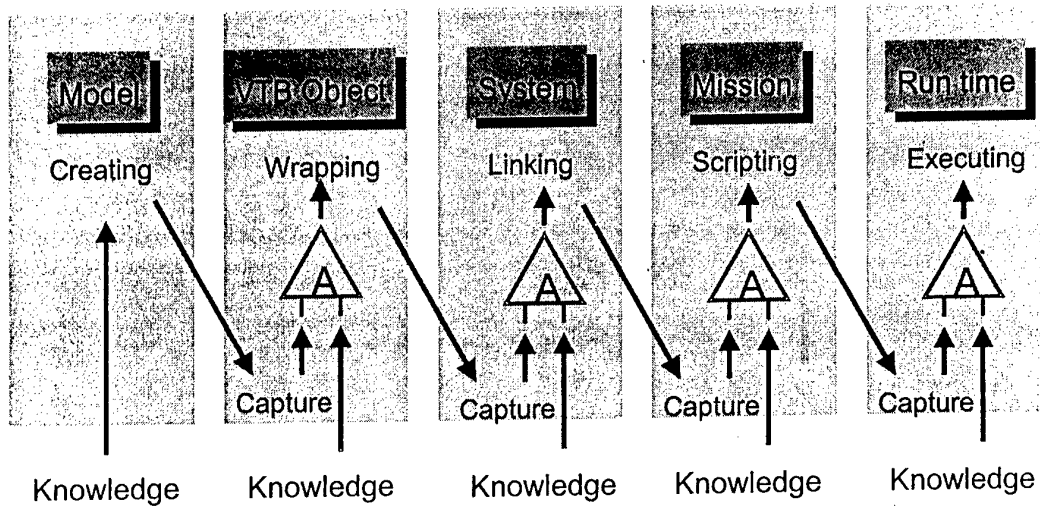 Model VTB Object System Mission Run time
Creating Wrapping Linking Scripting Executing
A A A A
Capture Capture Capture Capture
Knowledge Knowledge Knowledge Knowledge Knowledge